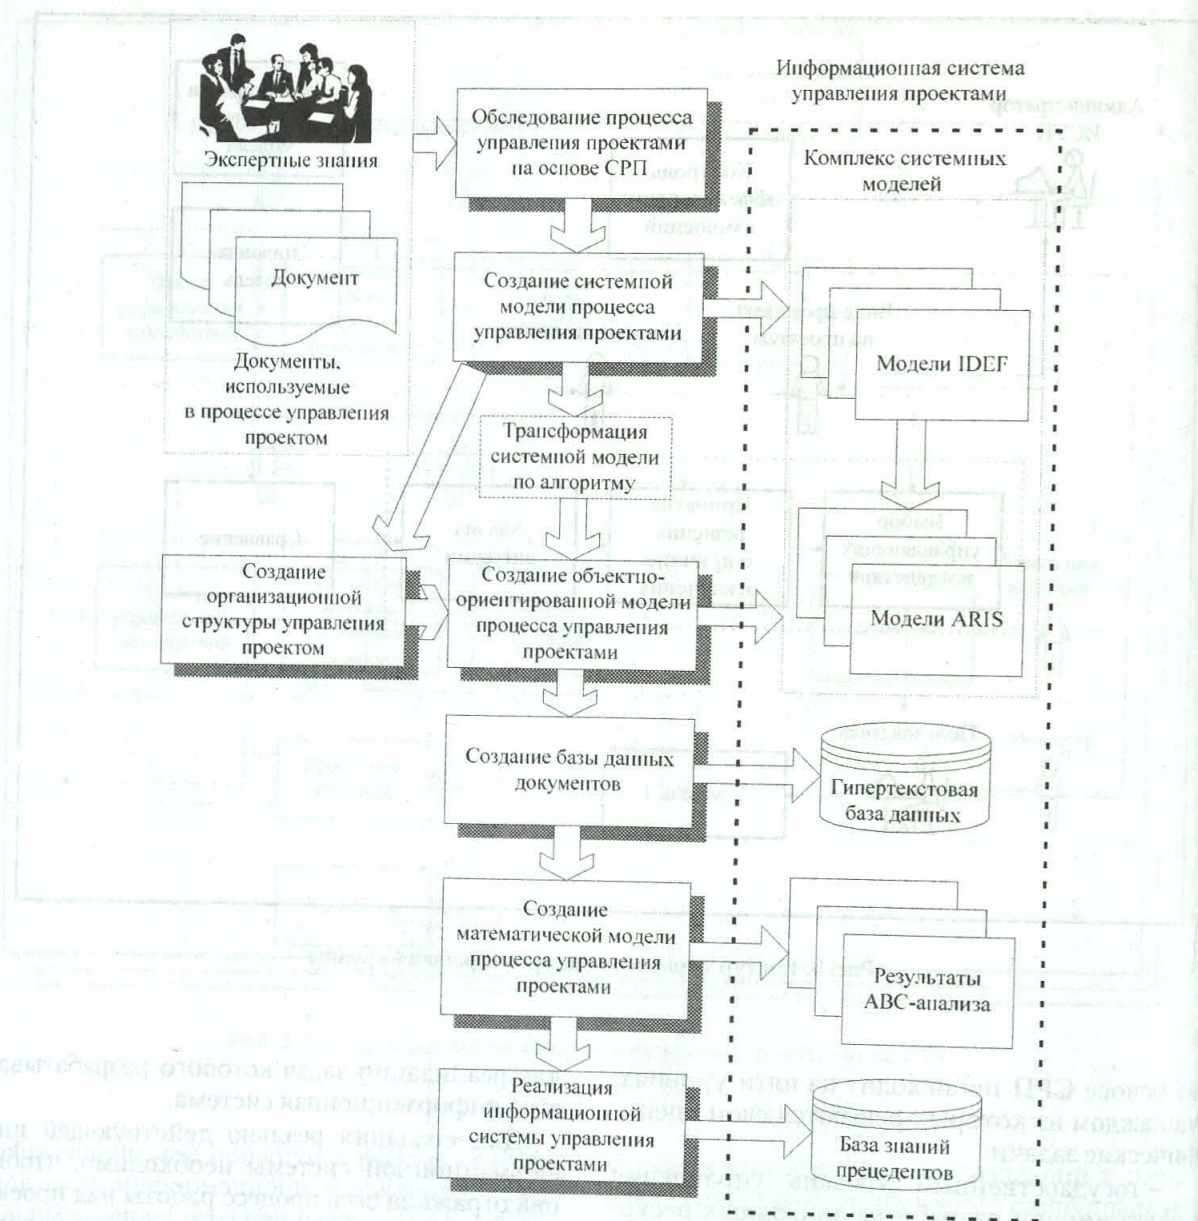 Экспертные знания
Документ
Документы,
используемые
в процессе управления
проектом
Обследование процесса
управления проектами
на основе СРП
Информационная система
управления проектами
Комплекс системных
моделей
Создание системной
модели процесса
управления проектами
Модели IDEF
Трансформация
системной модели
по алгоритму
Создание
организационной
структуры управления
проектом
Создание объектно-
ориентированной модели
процесса управления
проектами
Модели ARIS
Создание базы данных
документов
Гипертекстовая
база данных
Создание
математической модели
процесса управления
проектами
Результаты
АВС-анализа
Реализация
информационной
системы управления
проектами
База знаний
прецедентов